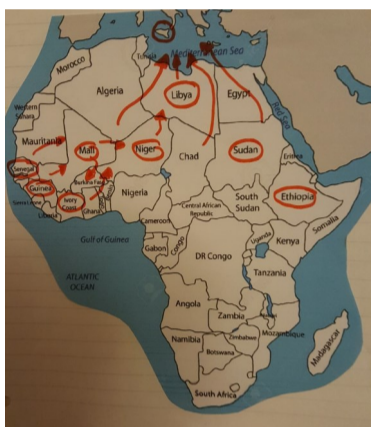 Mediterranean Sea
Tunisia
Morocco
Algeria
Libya
Egypt
Western
Sahara
Red Sea
Mauritania
Mali
Niger
Chad
Sudan
Eritrea
Senegal
Guinea
Burkina Faso
Sierra Leone
Liberia
Ivory
Coast
Ghana
Nigeria
Central African
Republic
South
Sudan
Ethiopia
Somalia
Cameroon
Gulf of Guinea
Gabon
Congo
Uganda
Kenya
DR Congo
ATLANTIC
OCEAN
Tanzania
Angola
Zambia
Mozambique
Zimbabwe
Namibia
Botswana
Madagascar
South Africa